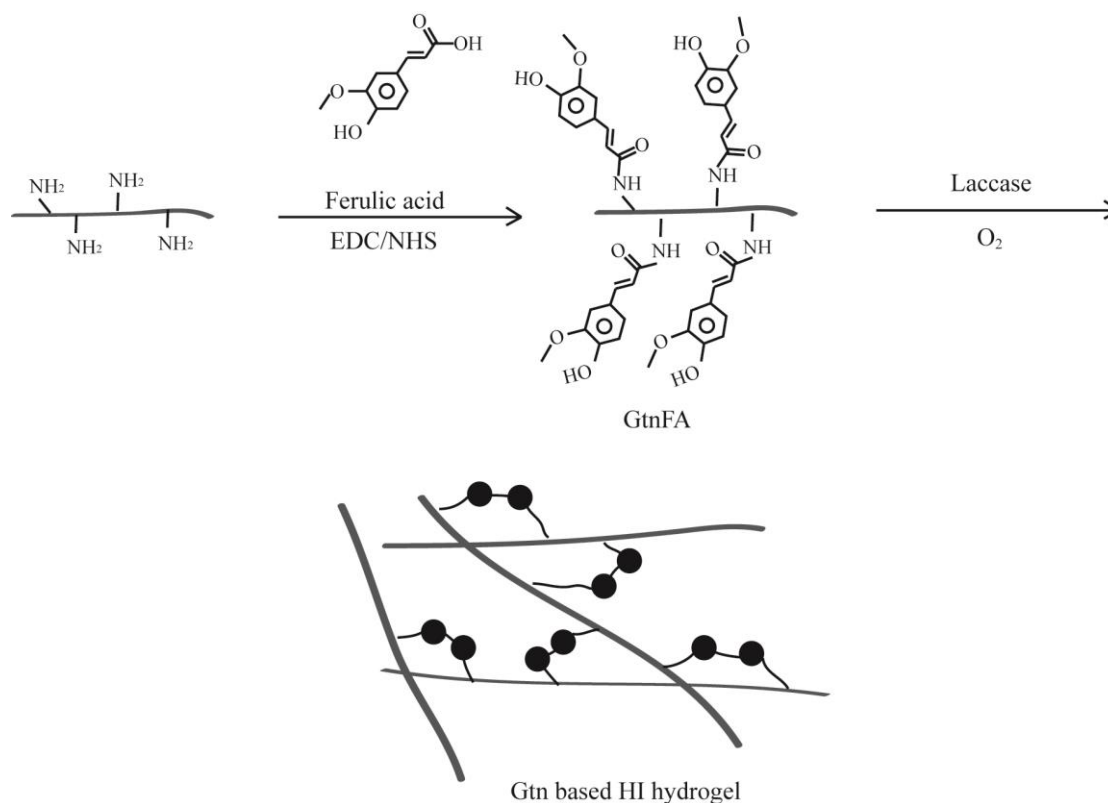 O
OH
O
HO
NH2
NH2
NH2
NH2
Ferulic acid
EDC/NHS
HO
O
O
NH
HO
O
O
NH
NH
O
O
HO
NH
O
O
HO
GtnFA
Laccase
O2
Gtn based HI hydrogel